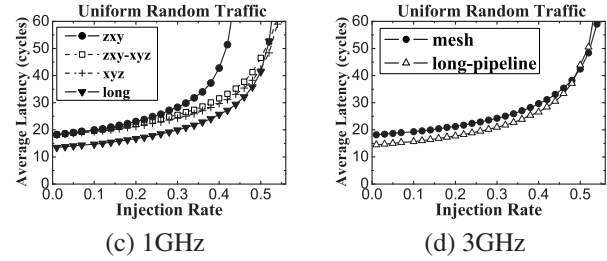 Uniform Random Traffic
Average Latency (cycles)
60
50
40
30
20
10
0
zxy
zxy-xyz
xyz
long
0.0 0.1 0.2 0.3 0.4 0.5
Injection Rate
(c) 1GHz
Uniform Random Traffic
Average Latency (cycles)
60
50
40
30
20
10
0
mesh
long-pipeline
0.0 0.1 0.2 0.3 0.4 0.5
Injection Rate
(d) 3GHz